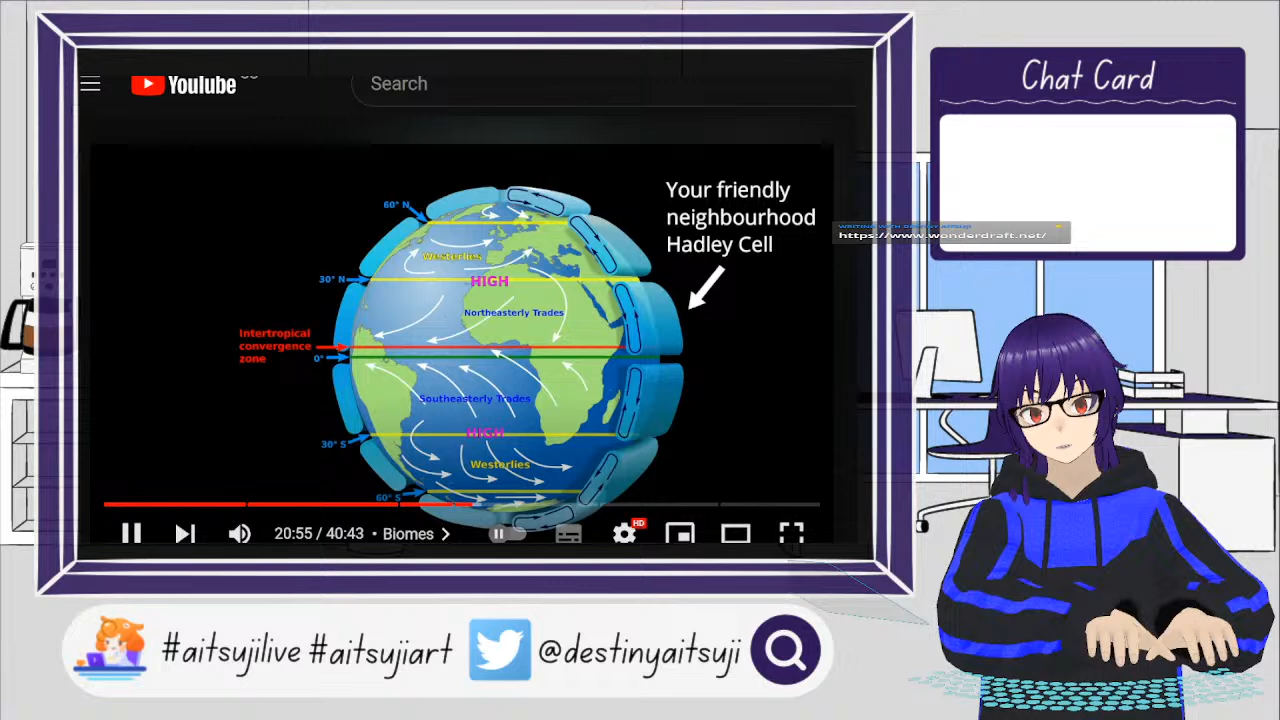 YouTube
Search
Your friendly
neighbourhood
Hadley Cell
60° N
Westerlies
30° N
HIGH
Northeasterly Trades
Intertropical
convergence
zone
0°
Southeasterly Trades
30° S
HIGH
Westerlies
60° S
20:55 / 40:43 • Biomes
HD
Chat Card
https://www.wonderdraft.net/
#aitsujilive #aitsujiart
@destinyaitsuji